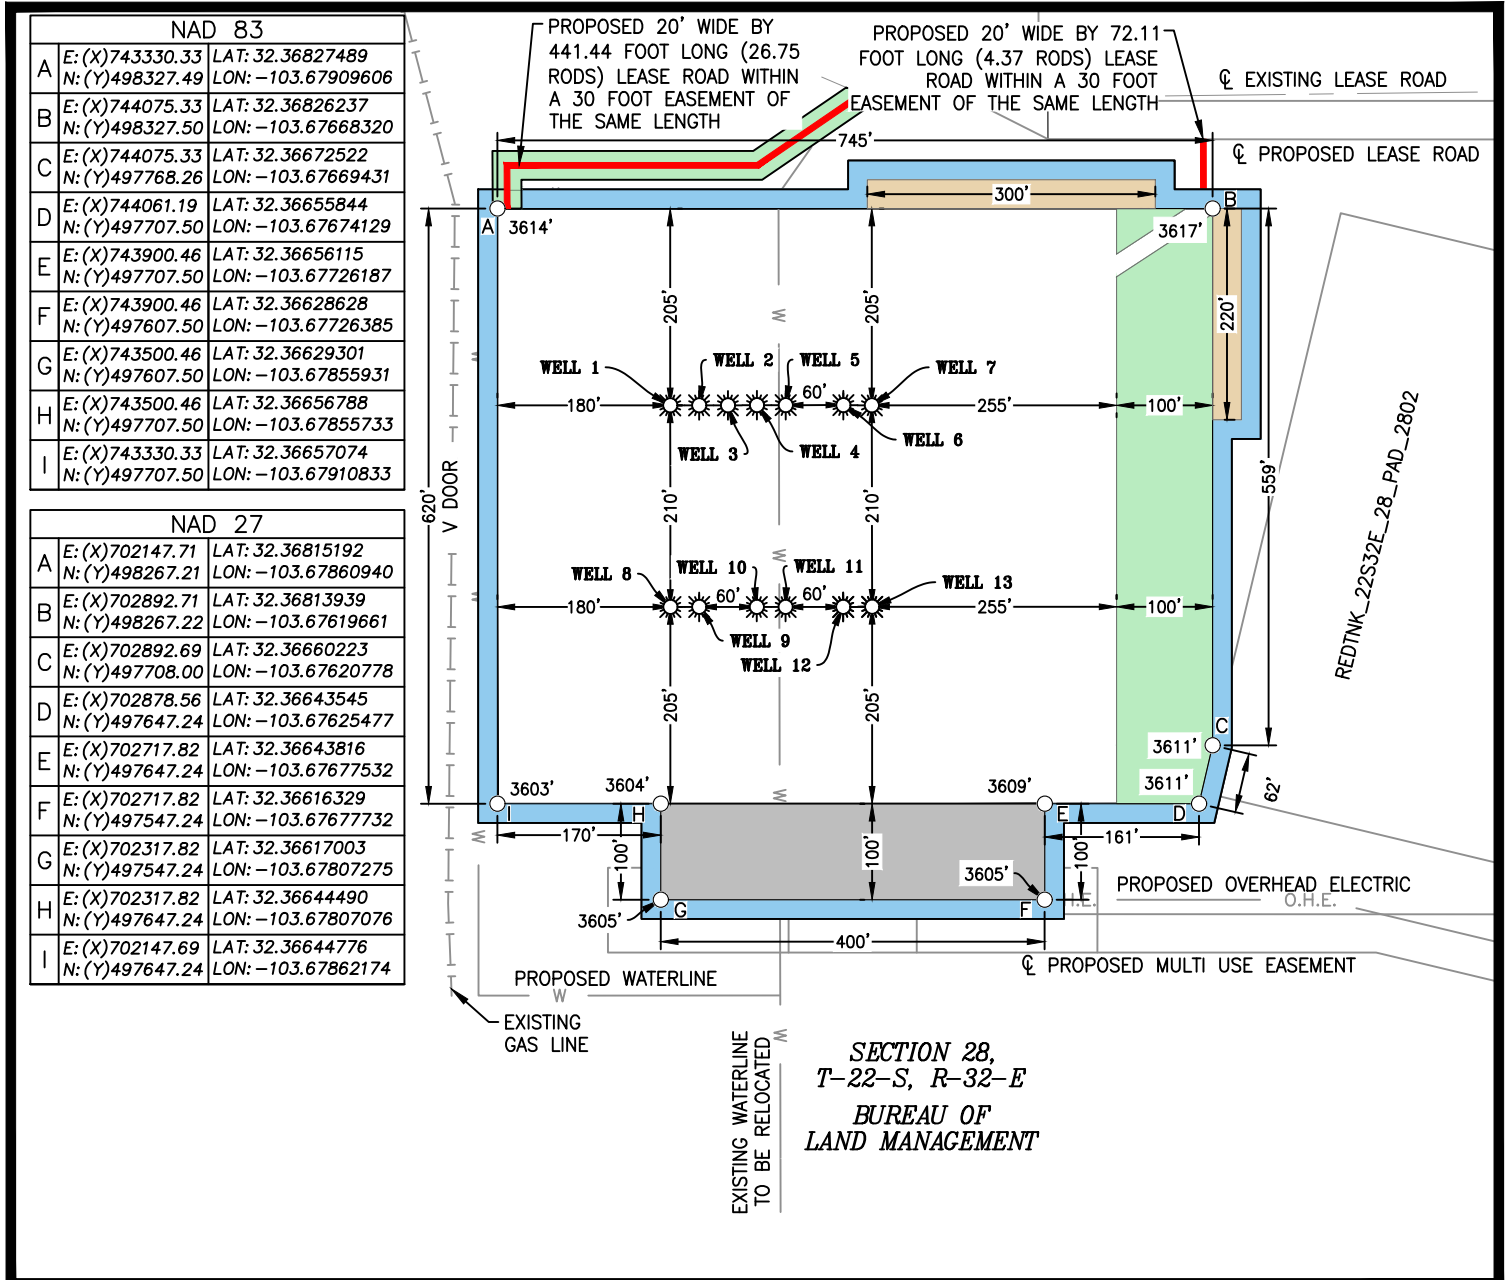 NAD 83
A E: (X)743330.33 LAT: 32.36827489
N: (Y)498327.49 LON: -103.67909606
B E: (X)744075.33 LAT: 32.36826237
N: (Y)498327.50 LON: -103.67668320
C E: (X)744075.33 LAT: 32.36672522
N: (Y)497768.26 LON: -103.67669431
D E: (X)744061.19 LAT: 32.36655844
N: (Y)497707.50 LON: -103.67674129
E E: (X)743900.46 LAT: 32.36656115
N: (Y)497707.50 LON: -103.67726187
F E: (X)743900.46 LAT: 32.36628628
N: (Y)497607.50 LON: -103.67726385
G E: (X)743500.46 LAT: 32.36629301
N: (Y)497607.50 LON: -103.67855931
H E: (X)743500.46 LAT: 32.36656788
N: (Y)497707.50 LON: -103.67855733
I E: (X)743330.33 LAT: 32.36657074
N: (Y)497707.50 LON: -103.67910833
NAD 27
A E: (X)702147.71 LAT: 32.36815192
N: (Y)498267.21 LON: -103.67860940
B E: (X)702892.71 LAT: 32.36813939
N: (Y)498267.22 LON: -103.67619661
C E: (X)702892.69 LAT: 32.36660223
N: (Y)497708.00 LON: -103.67620778
D E: (X)702878.56 LAT: 32.36643545
N: (Y)497647.24 LON: -103.67625477
E E: (X)702717.82 LAT: 32.36643816
N: (Y)497647.24 LON: -103.67677532
F E: (X)702717.82 LAT: 32.36616329
N: (Y)497547.24 LON: -103.67677732
G E: (X)702317.82 LAT: 32.36617003
N: (Y)497547.24 LON: -103.67807275
H E: (X)702317.82 LAT: 32.36644490
N: (Y)497647.24 LON: -103.67807076
I E: (X)702147.69 LAT: 32.36644776
N: (Y)497647.24 LON: -103.67862174
PROPOSED 20' WIDE BY
441.44 FOOT LONG (26.75
RODS) LEASE ROAD WITHIN
A 30 FOOT EASEMENT OF
THE SAME LENGTH
PROPOSED 20' WIDE BY 72.11
FOOT LONG (4.37 RODS) LEASE
ROAD WITHIN A 30 FOOT
EASEMENT OF THE SAME LENGTH
℄ EXISTING LEASE ROAD
℄ PROPOSED LEASE ROAD
745'
300'
A
3614'
B
3617'
205'
205'
220'
W
WELL 1
WELL 2
WELL 5
WELL 7
180'
60'
255'
100'
WELL 3
WELL 4
WELL 6
620'
V DOOR
210'
210'
559'
REDTNK_22S32E_28_PAD_2802
W
WELL 8
WELL 10
WELL 11
WELL 13
180'
60'
60'
255'
100'
WELL 9
WELL 12
205'
205'
C
3611'
3611'
62'
3603'
3604'
3609'
W
I
H
E
D
W
170'
100'
100'
100'
161'
3605'
3605'
G
F
PROPOSED OVERHEAD ELECTRIC
H.E.
O.H.E.
400'
℄ PROPOSED MULTI USE EASEMENT
PROPOSED WATERLINE
W
EXISTING
GAS LINE
EXISTING WATERLINE
TO BE RELOCATED
W
SECTION 28,
T-22-S, R-32-E
BUREAU OF
LAND MANAGEMENT